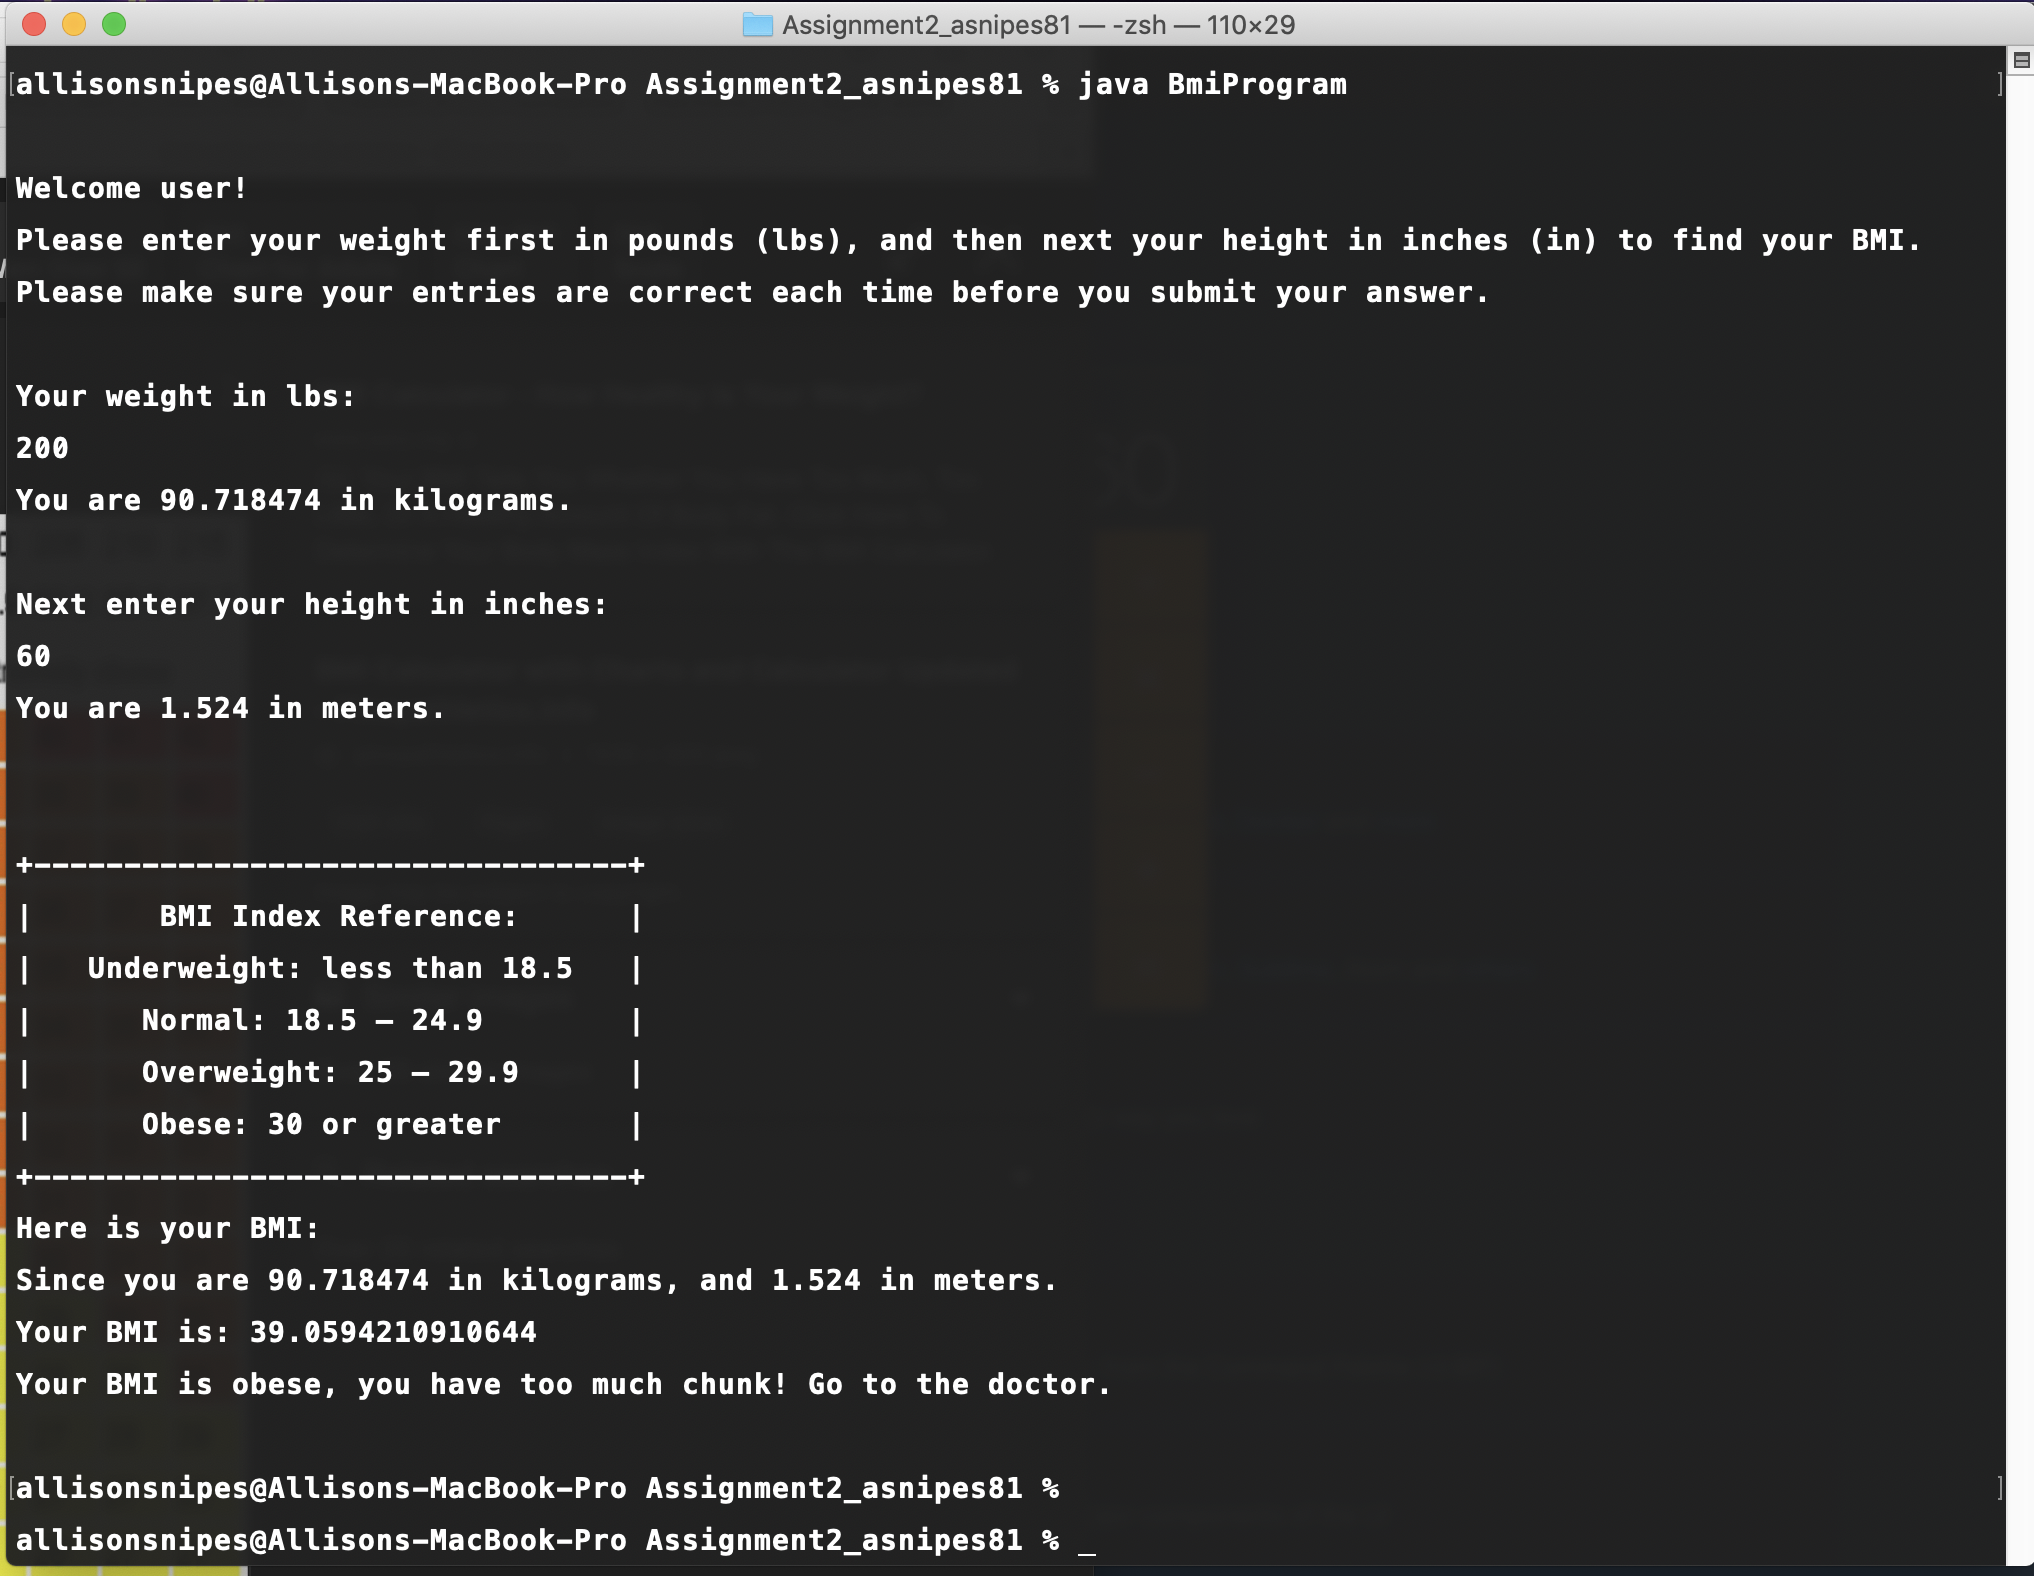 Assignment2_asnipes81 — -zsh — 110×29
[allisonsnipes@Allisons-MacBook-Pro Assignment2_asnipes81 % java BmiProgram ]
Welcome user!
Please enter your weight first in pounds (lbs), and then next your height in inches (in) to find your BMI.
Please make sure your entries are correct each time before you submit your answer.
Your weight in lbs:
200
You are 90.718474 in kilograms.
Next enter your height in inches:
60
You are 1.524 in meters.
+---------------------------------+
|       BMI Index Reference:      |
|   Underweight: less than 18.5   |
|      Normal: 18.5 – 24.9        |
|      Overweight: 25 – 29.9      |
|      Obese: 30 or greater       |
+---------------------------------+
Here is your BMI:
Since you are 90.718474 in kilograms, and 1.524 in meters.
Your BMI is: 39.0594210910644
Your BMI is obese, you have too much chunk! Go to the doctor.
[allisonsnipes@Allisons-MacBook-Pro Assignment2_asnipes81 % ]
allisonsnipes@Allisons-MacBook-Pro Assignment2_asnipes81 % _